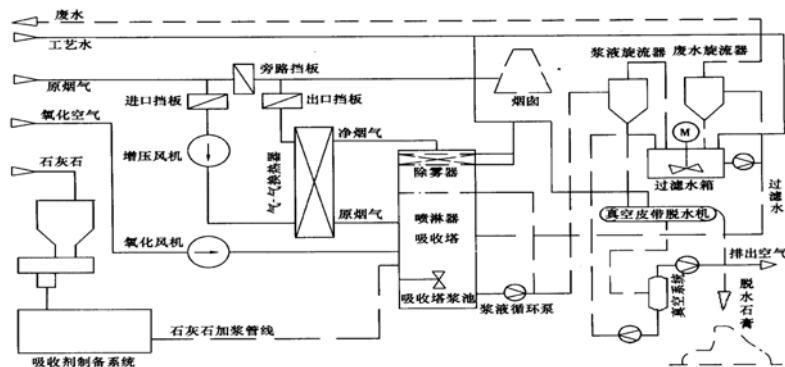 废水
工艺水
旁路挡板
浆液旋流器
废水旋流器
原烟气
进口挡板
出口挡板
烟囱
氧化空气
净烟气
M
增压风机
气-气换热器
除雾器
过滤水箱
过滤水
石灰石
原烟气
喷淋器
真空皮带脱水机
吸收塔
氧化风机
排出空气
真空系统
吸收塔浆池
浆液循环泵
脱水石膏
石灰石加浆管线
吸收剂制备系统